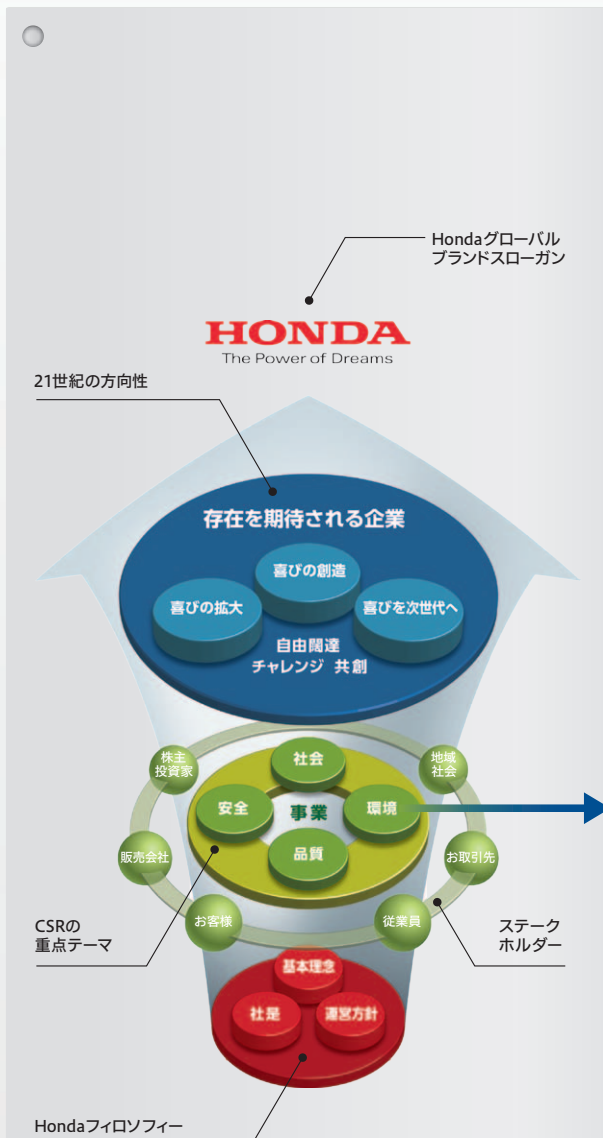 Hondaグローバル
ブランドスローガン
HONDA
The Power of Dreams
21世紀の方向性
存在を期待される企業
喜びの創造
喜びの拡大
喜びを次世代へ
自由闊達
チャレンジ 共創
株主
投資家
社会
地域
社会
安全
事業
環境
販売会社
品質
お取引先
お客様
従業員
CSRの
重点テーマ
ステーク
ホルダー
基本理念
社是
運営方針
Hondaフィロソフィー